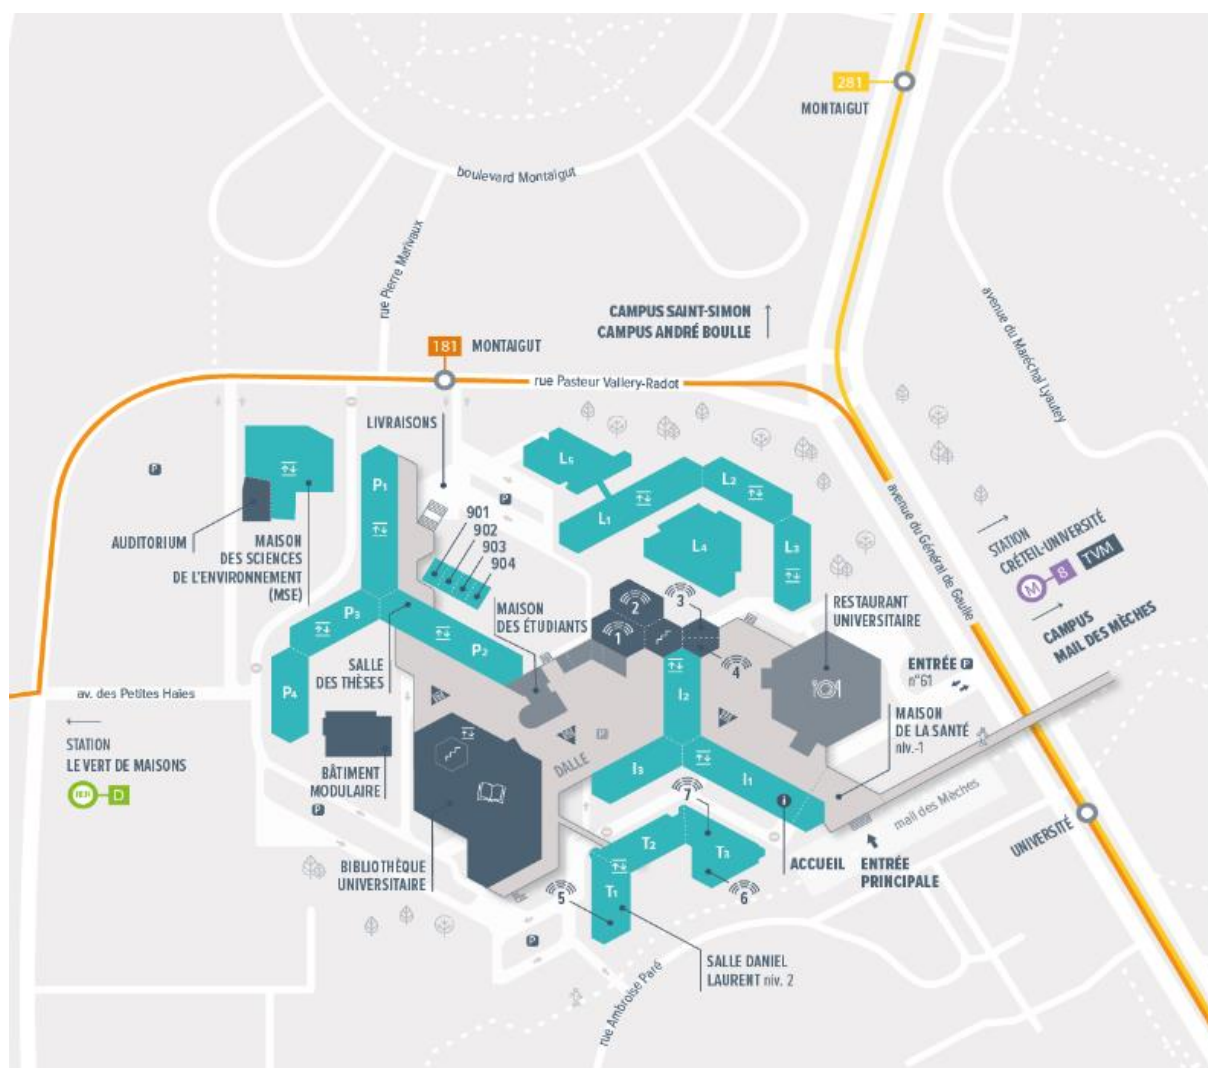 281
MONTAIGUT
boulevard Montaigut
rue Pierre Marivaux
avenue du Maréchal Lyautey
CAMPUS SAINT-SIMON
CAMPUS ANDRÉ BOULLE
181 MONTAIGUT
rue Pasteur Vallery-Radot
LIVRAISONS
P
L5
L2
P1
P
L1
901
902
903
904
AUDITORIUM
MAISON
DES SCIENCES
DE L'ENVIRONNEMENT
(MSE)
L4
L3
avenue du Général de Gaulle
STATION
CRÉTEIL-UNIVERSITÉ
M 8 TVM
CAMPUS
MAIL DES MÈCHES
MAISON
DES ÉTUDIANTS
2
3
1
4
RESTAURANT
UNIVERSITAIRE
P3
P2
SALLE
DES THÈSES
P4
I2
ENTRÉE P
n°61
av. des Petites Haies
STATION
LE VERT DE MAISONS
RER D
BÂTIMENT
MODULAIRE
P
P
DALLE
MAISON
DE LA SANTÉ
niv.-1
I3
I1
i
7
mail des Mèches
UNIVERSITÉ
BIBLIOTHÈQUE
UNIVERSITAIRE
T2
T3
ACCUEIL
ENTRÉE
PRINCIPALE
T1
5
6
P
SALLE DANIEL
LAURENT niv. 2
rue Ambroise Paré